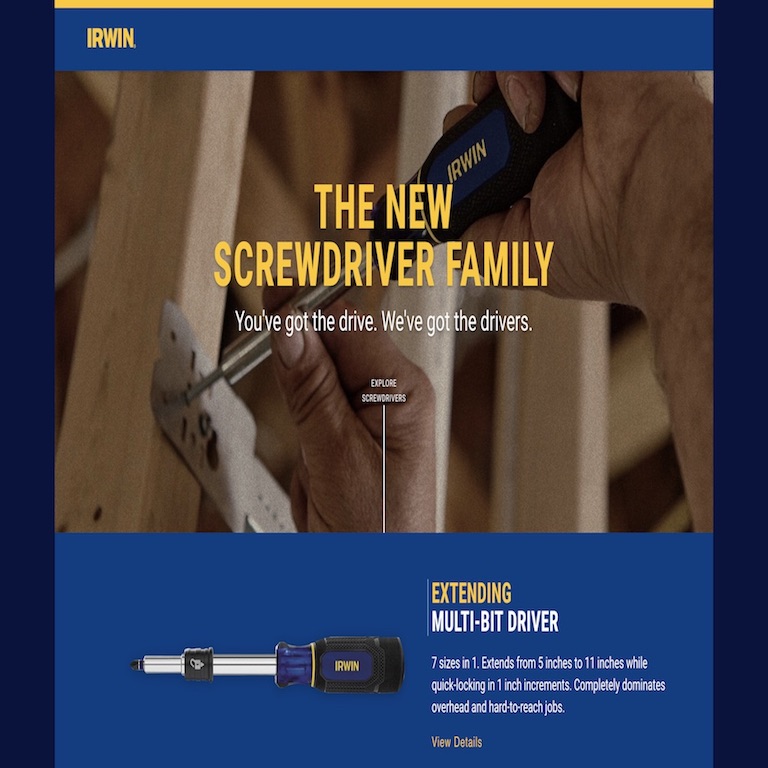 IRWIN
IRWIN
THE NEW
SCREWDRIVER FAMILY
You've got the drive. We've got the drivers.
EXPLORE
SCREWDRIVERS
EXTENDING
MULTI-BIT DRIVER
7 sizes in 1. Extends from 5 inches to 11 inches while
quick-locking in 1 inch increments. Completely dominates
overhead and hard-to-reach jobs.
IRWIN
View Details